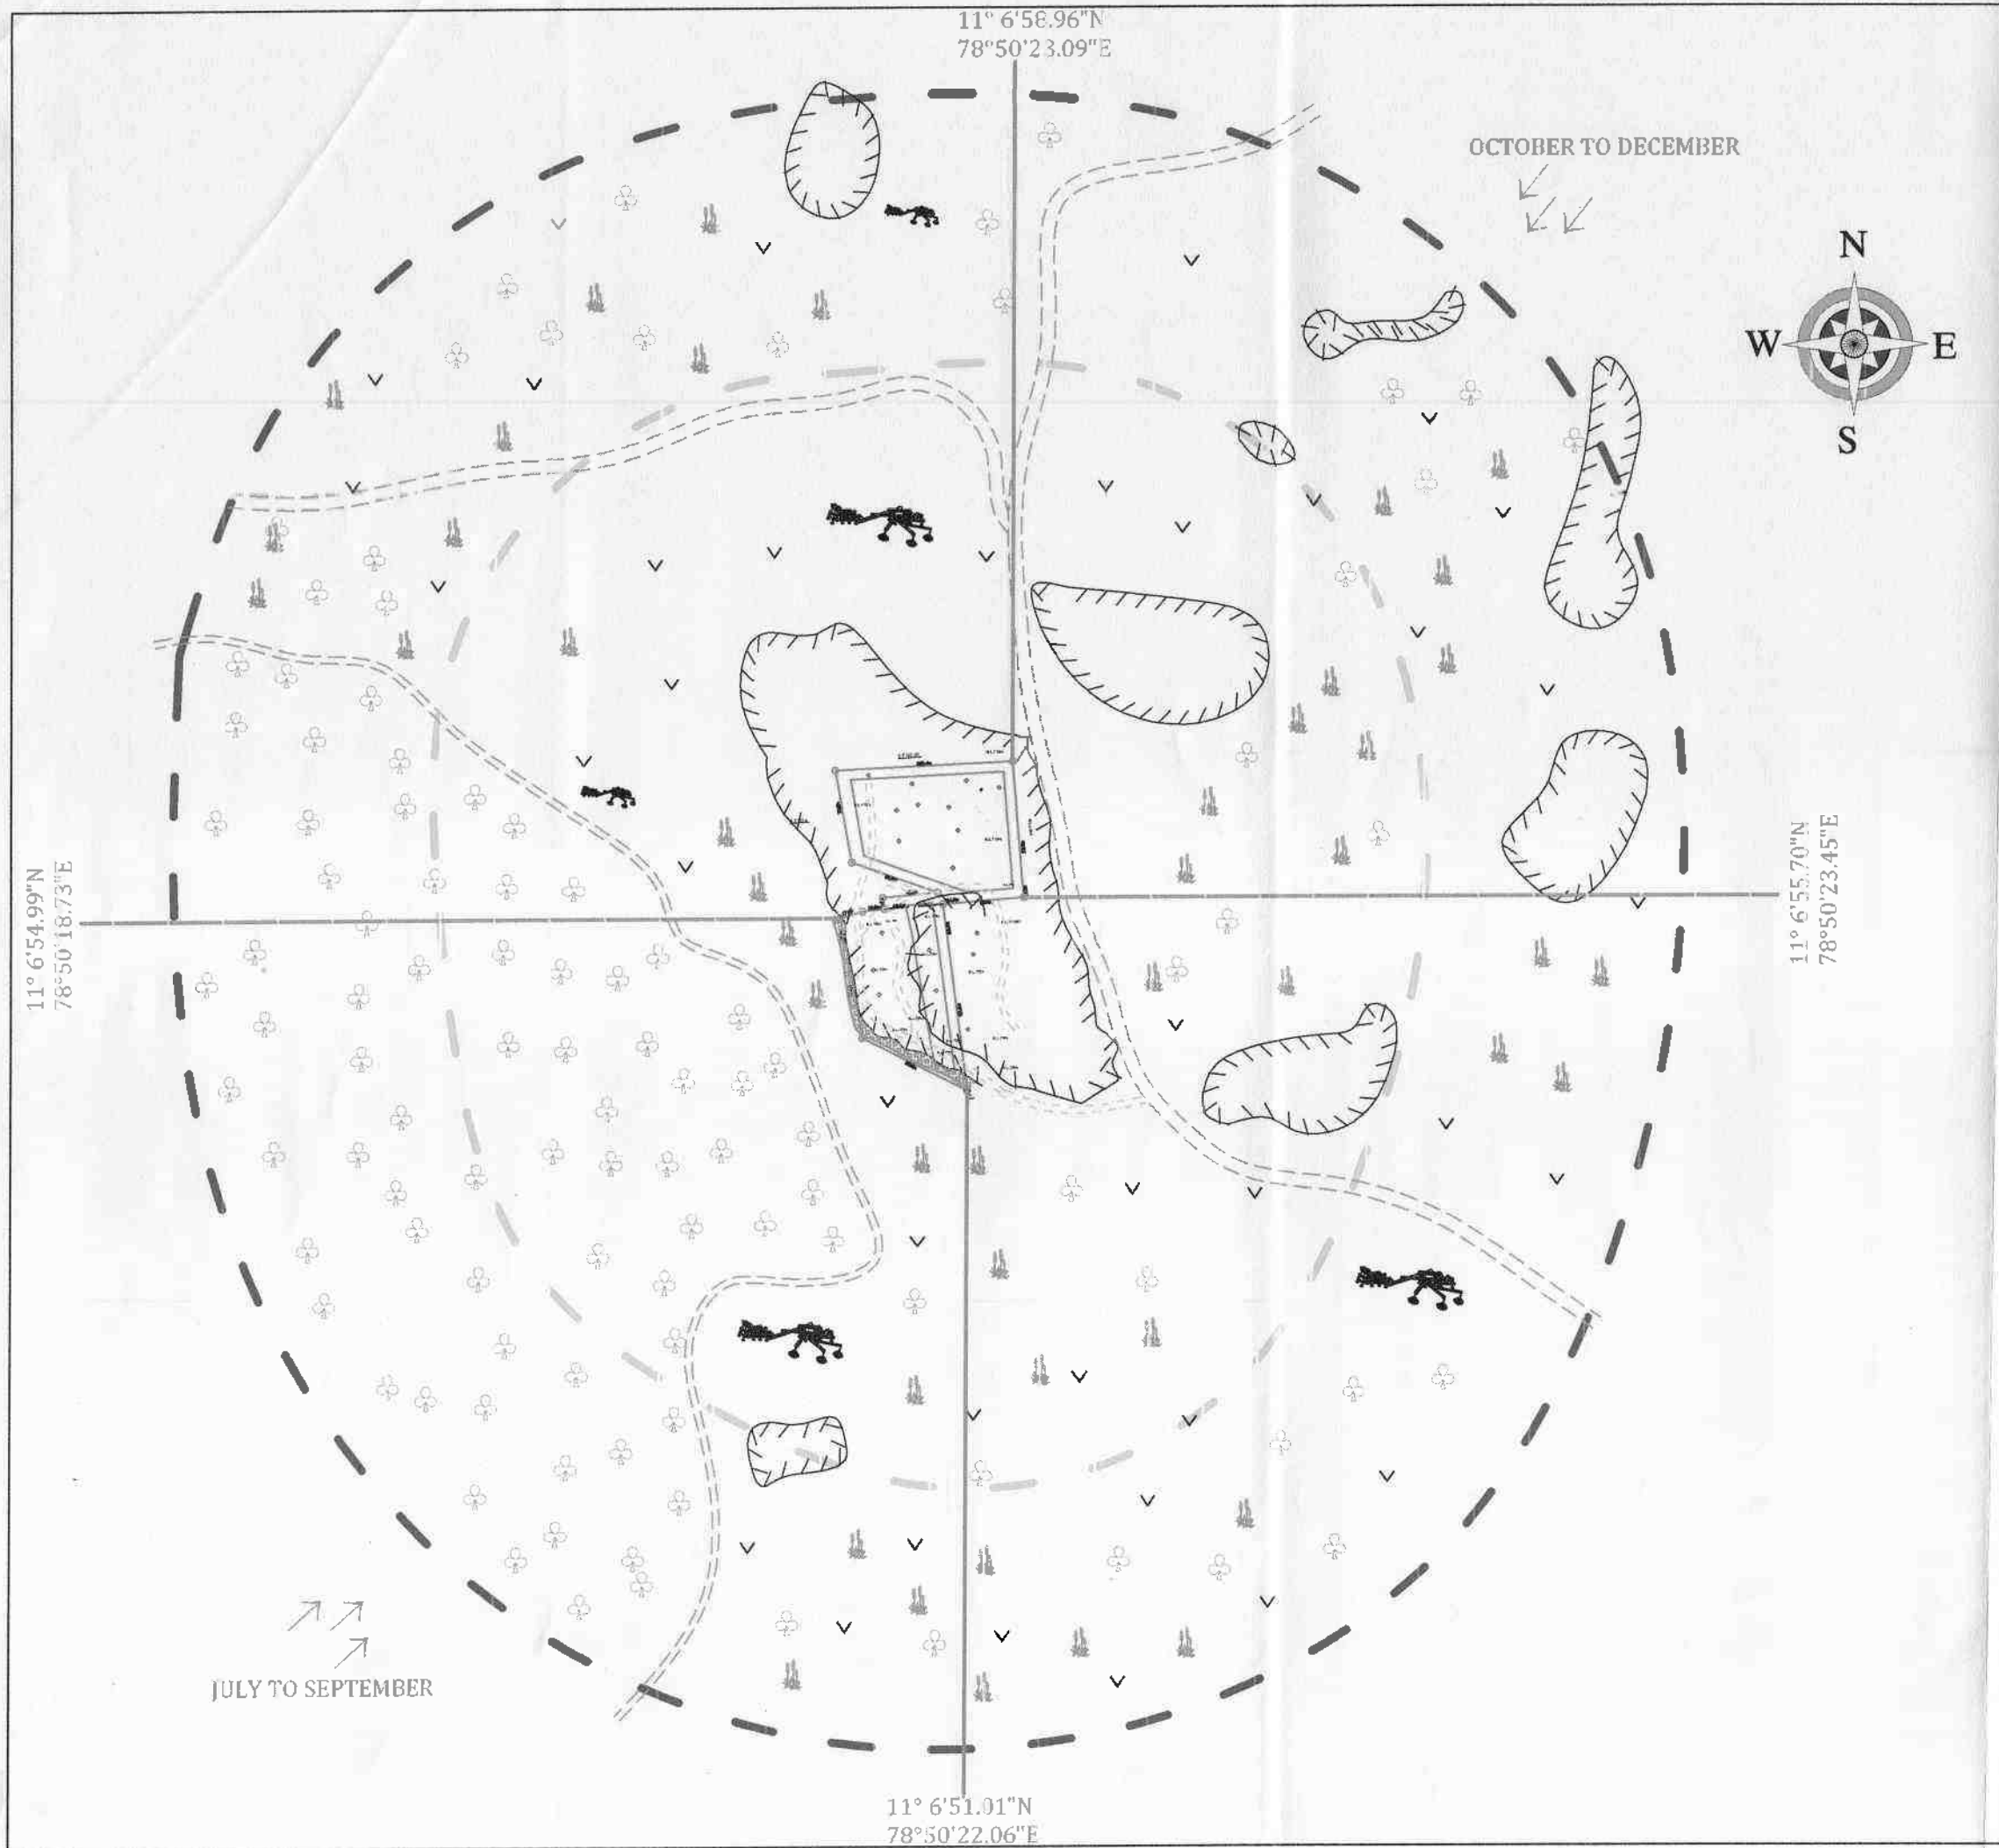 11° 6'58.96"N
78°50'23.09"E
OCTOBER TO DECEMBER
N
W
E
S
11° 6'54.99"N
78°50'18.73"E
11° 6'55.70"N
78°50'23.45"E
JULY TO SEPTEMBER
11° 6'51.01"N
78°50'22.06"E